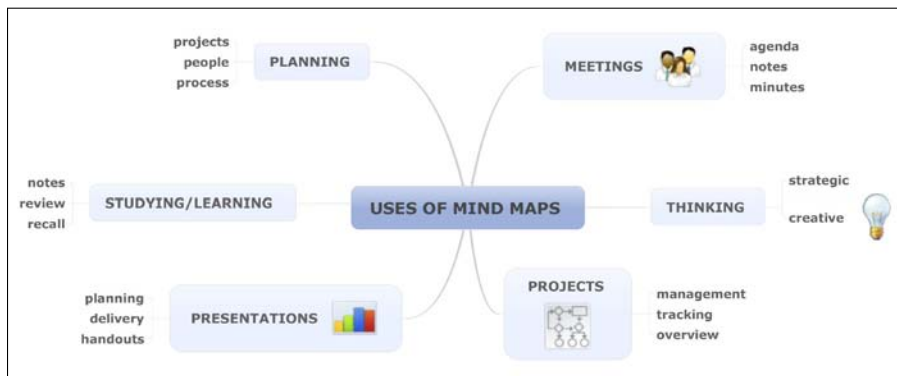 projects
people
process
PLANNING
MEETINGS
agenda
notes
minutes
notes
review
recall
STUDYING/LEARNING
USES OF MIND MAPS
THINKING
strategic
creative
planning
delivery
handouts
PRESENTATIONS
PROJECTS
management
tracking
overview